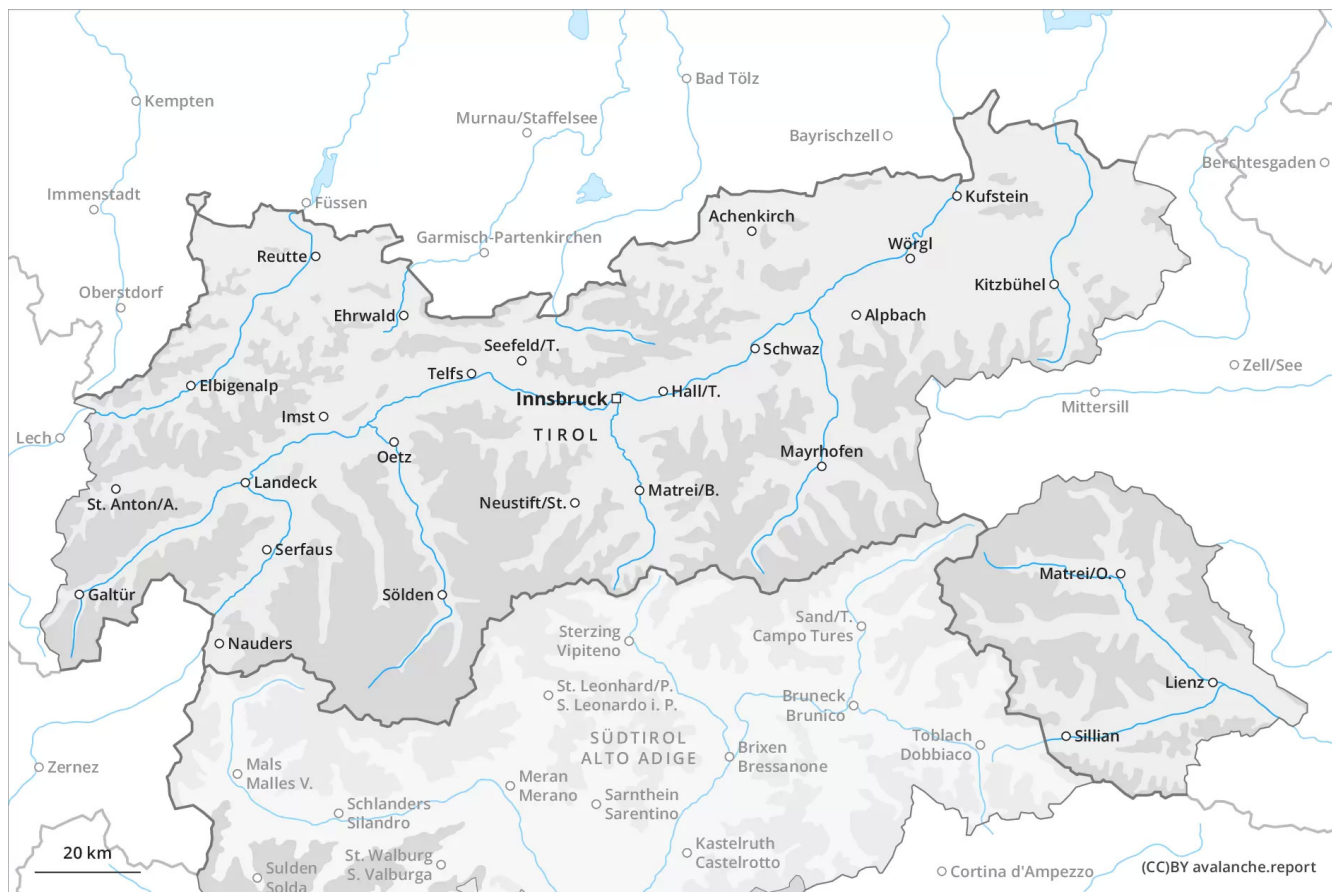 Bad Tölz
Kempten
Murnau/Staffelsee
Bayrischzell
Berchtesgaden
Immenstadt
Füssen
Kufstein
Achenkirch
Garmisch-Partenkirchen
Wörgl
Reutte
Kitzbühel
Oberstdorf
Ehrwald
Alpbach
Seefeld/T.
Schwaz
Zell/See
Telfs
Elbigenalp
Hall/T.
Innsbruck
Mittersill
Imst
Lech
TIROL
Oetz
Mayrhofen
Landeck
Matrei/B.
St. Anton/A.
Neustift/St.
Serfaus
Matrei/O.
Galtür
Sölden
Sand/T.
Campo Tures
Sterzing
Vipiteno
Nauders
Lienz
St. Leonhard/P.
S. Leonardo i. P.
Bruneck
Brunico
Sillian
Toblach
Dobbiaco
SÜDTIROL
ALTO ADIGE
Brixen
Bressanone
Zernez
Mals
Malles V.
Meran
Merano
Schlanders
Silandro
Sarnthein
Sarentino
Kastelruth
Castelrotto
20 km
St. Walburg
S. Valburga
Sulden
Solda
Cortina d'Ampezzo
(CC)BY avalanche.report